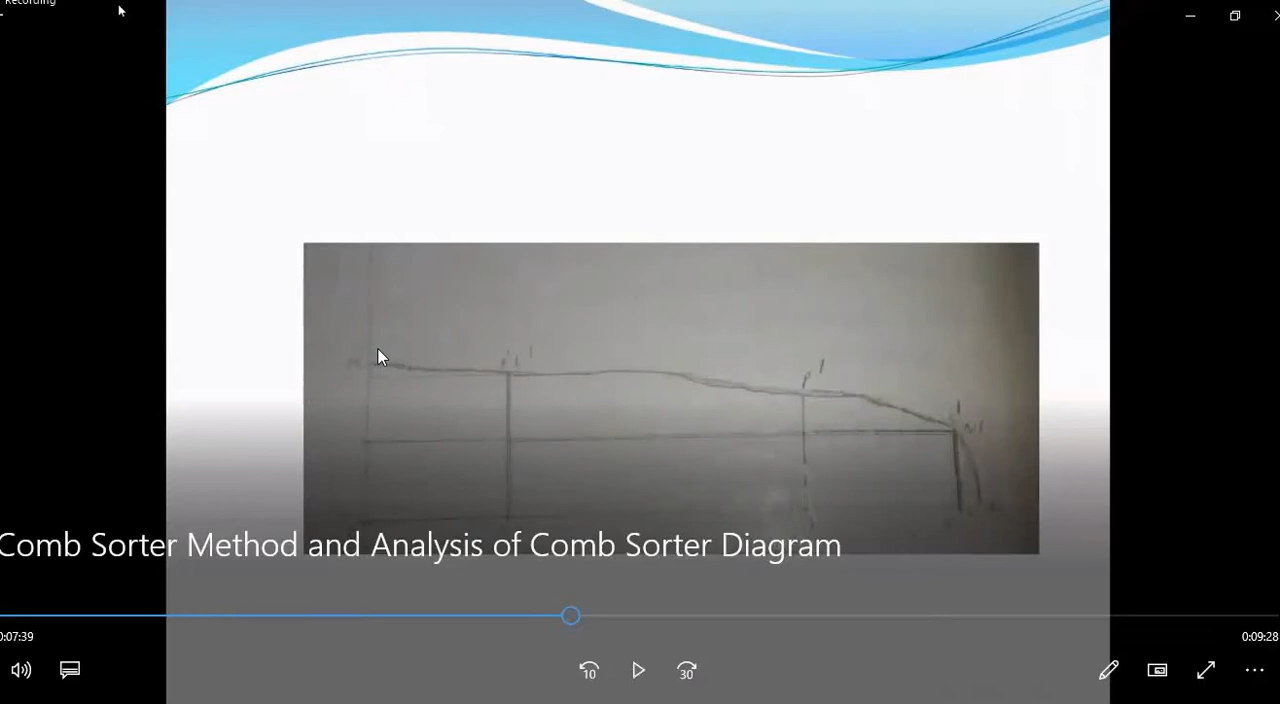 Recording
Comb Sorter Method and Analysis of Comb Sorter Diagram
0:07:39
0:09:28
10
30